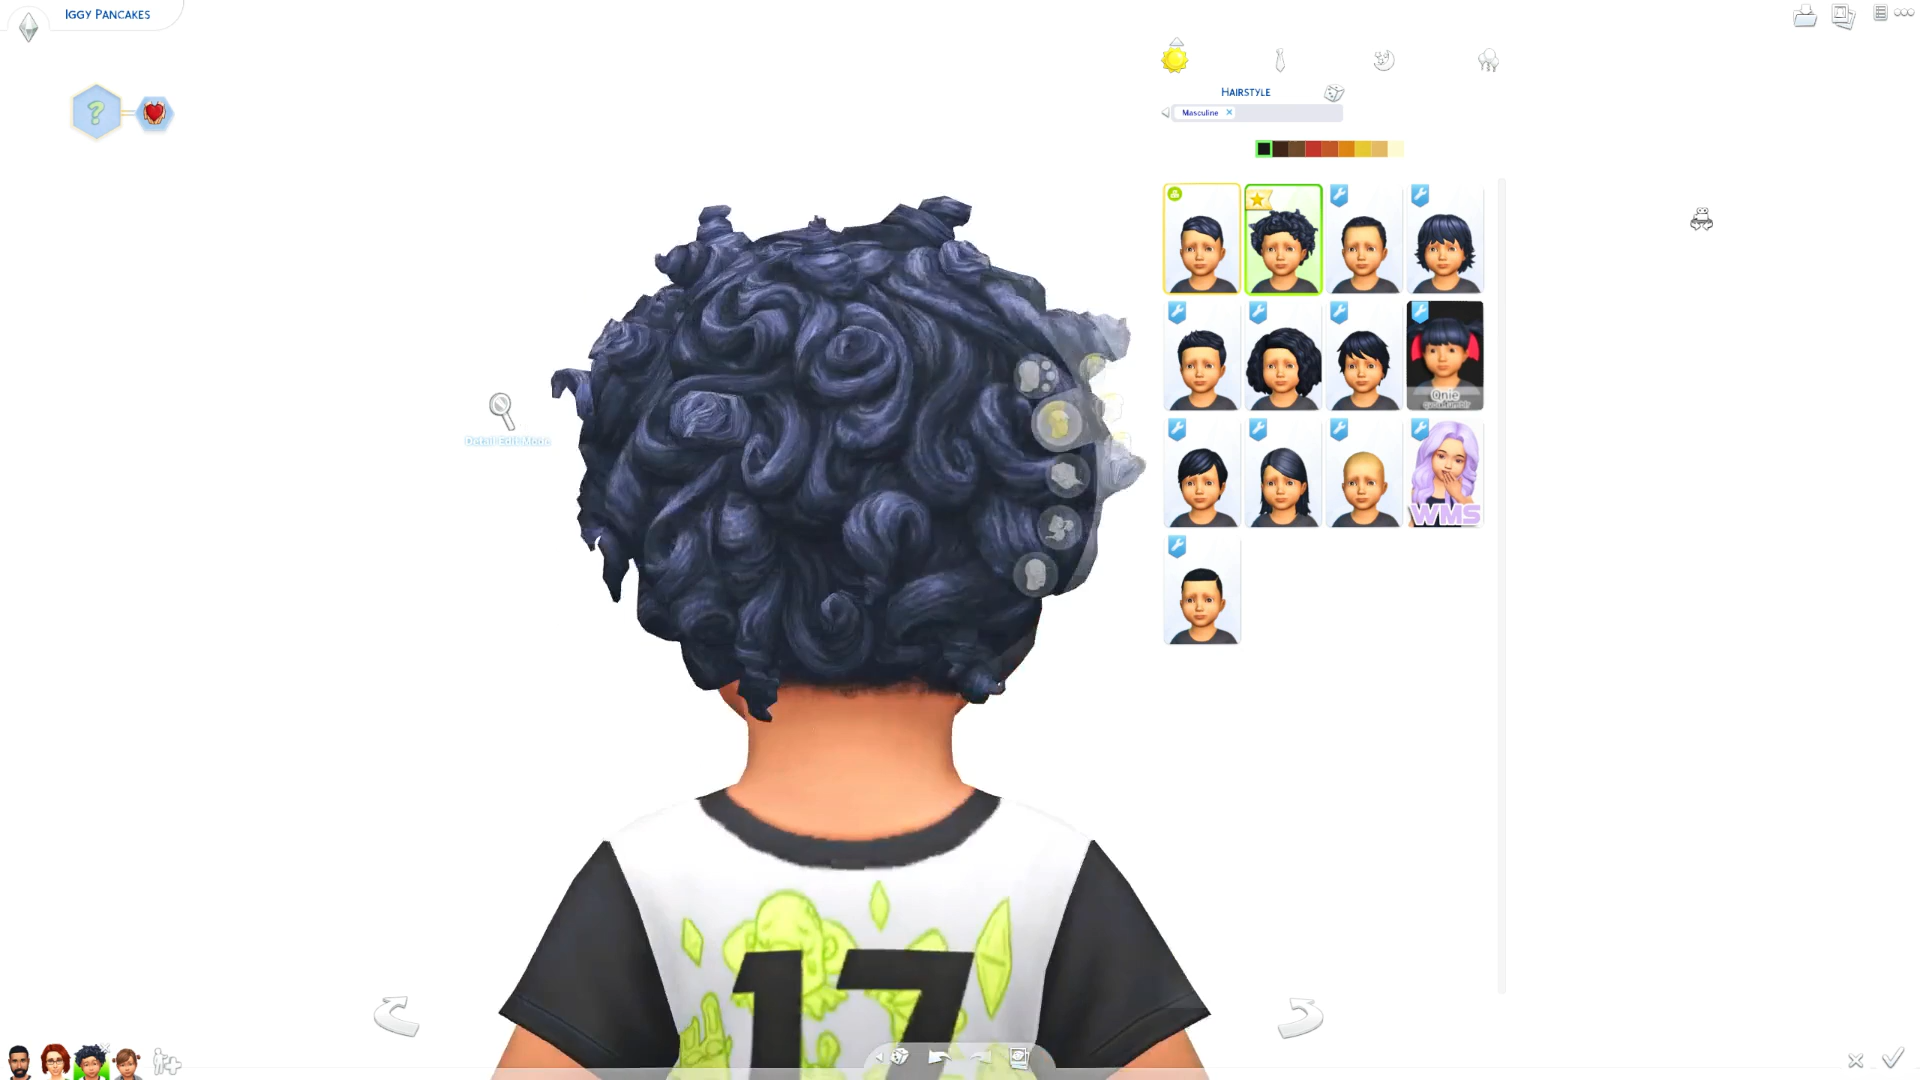 Iggy Pancakes
?
Hairstyle
Masculine ×
Detail Edit Mode
Qnie
WMS
17